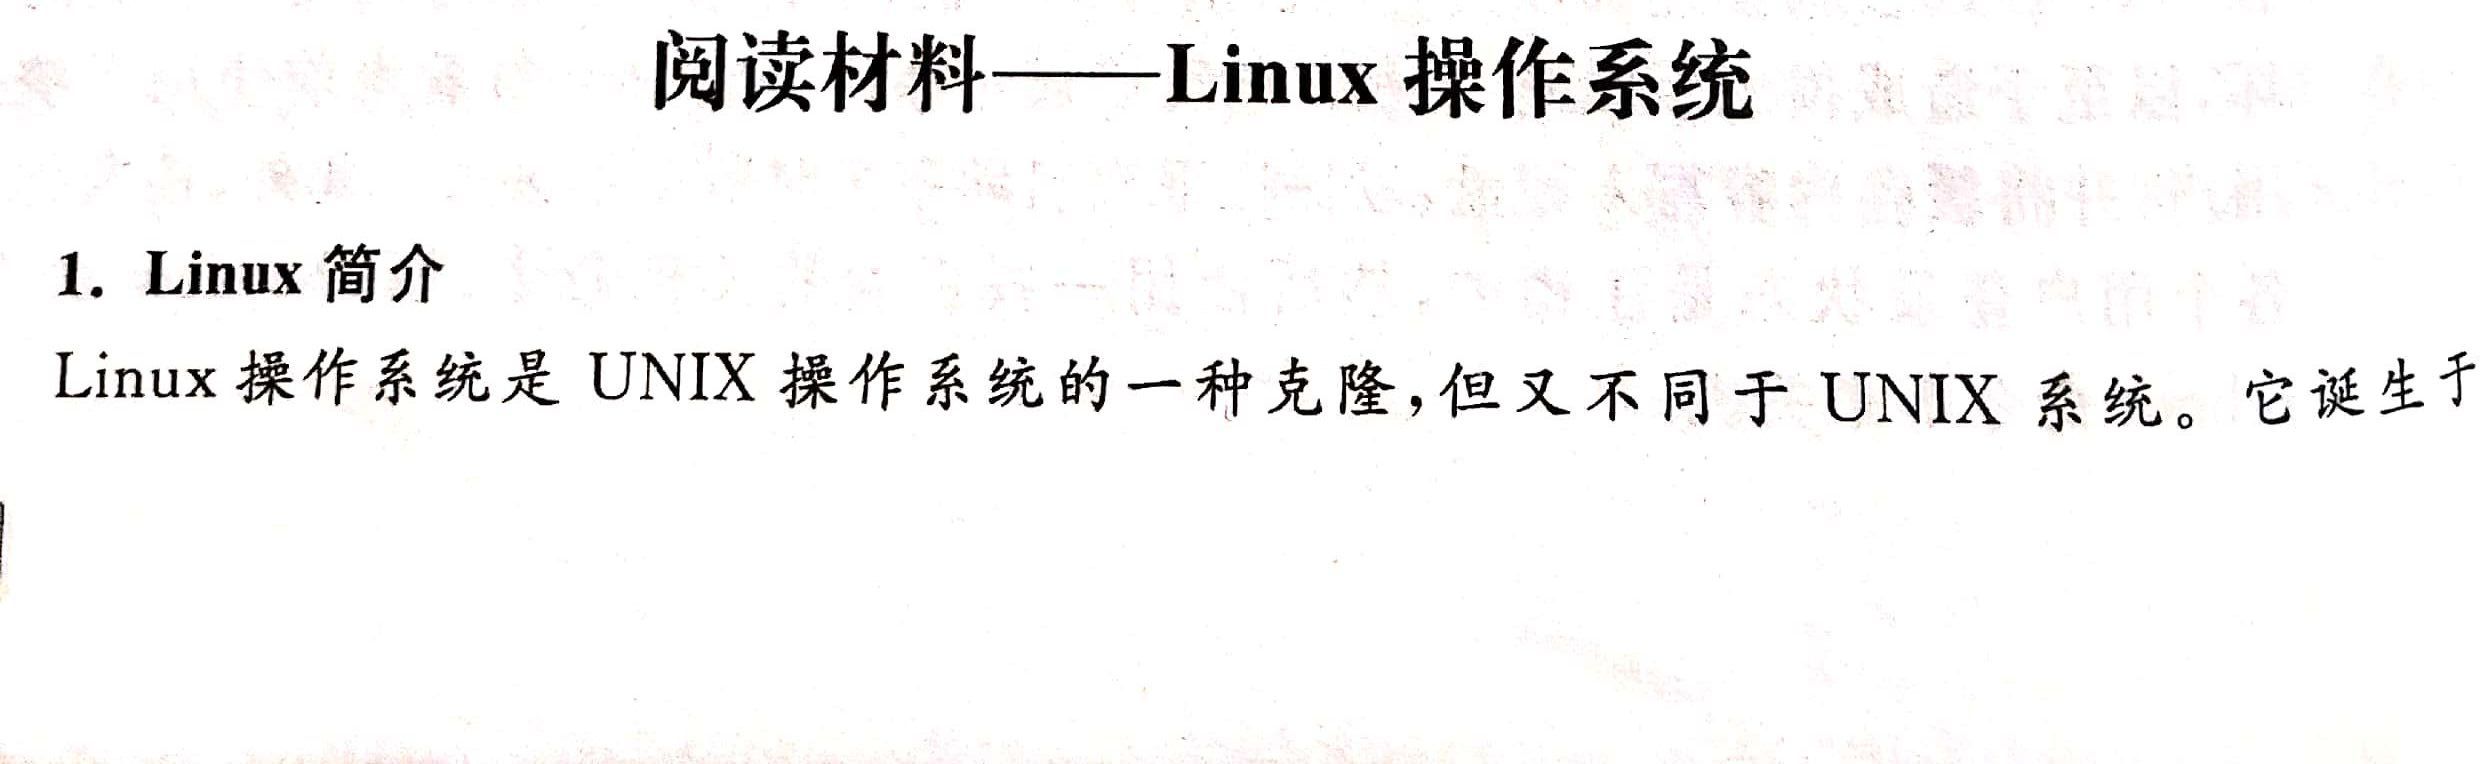 阅读材料——Linux 操作系统
1. Linux 简介
Linux 操作系统是 UNIX 操作系统的一种克隆,但又不同于 UNIX 系统。它诞生于